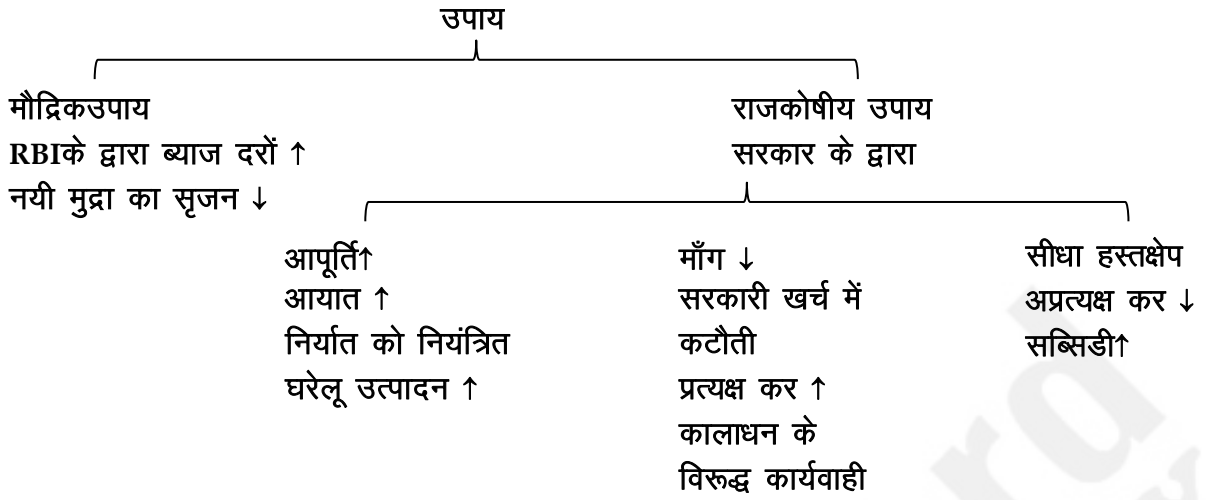 उपाय
मौद्रिकउपाय
RBIके द्वारा ब्याज दरों ↑
नयी मुद्रा का सृजन ↓
राजकोषीय उपाय
सरकार के द्वारा
आपूर्ति↑
आयात ↑
निर्यात को नियंत्रित
घरेलू उत्पादन ↑
माँग ↓
सरकारी खर्च में
कटौती
प्रत्यक्ष कर ↑
कालाधन के
विरूद्ध कार्यवाही
सीधा हस्तक्षेप
अप्रत्यक्ष कर ↓
सब्सिडी↑